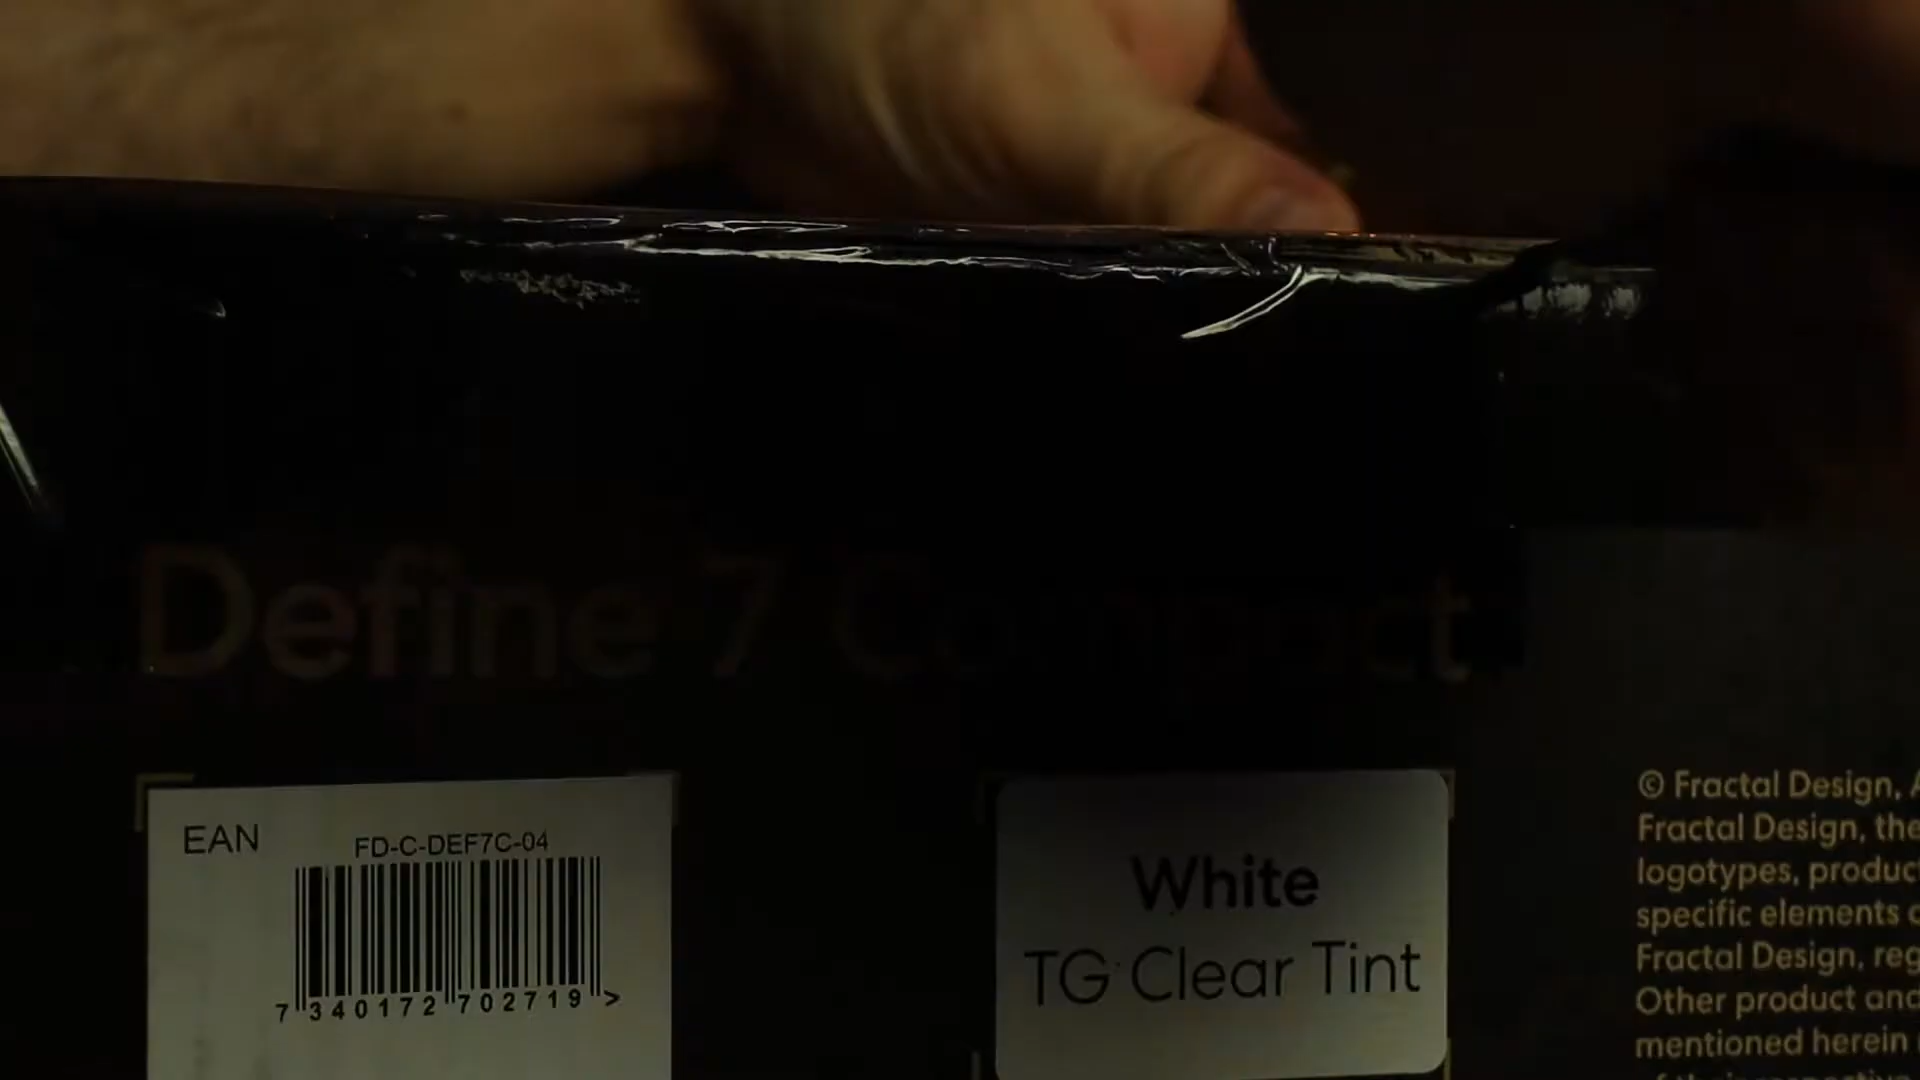 Define 7 Compact
EAN
FD-C-DEF7C-04
7 340172 702719 >
White
TG Clear Tint
© Fractal Design,
Fractal Design, the
logotypes, product
specific elements
Fractal Design,
Other product and
mentioned herein